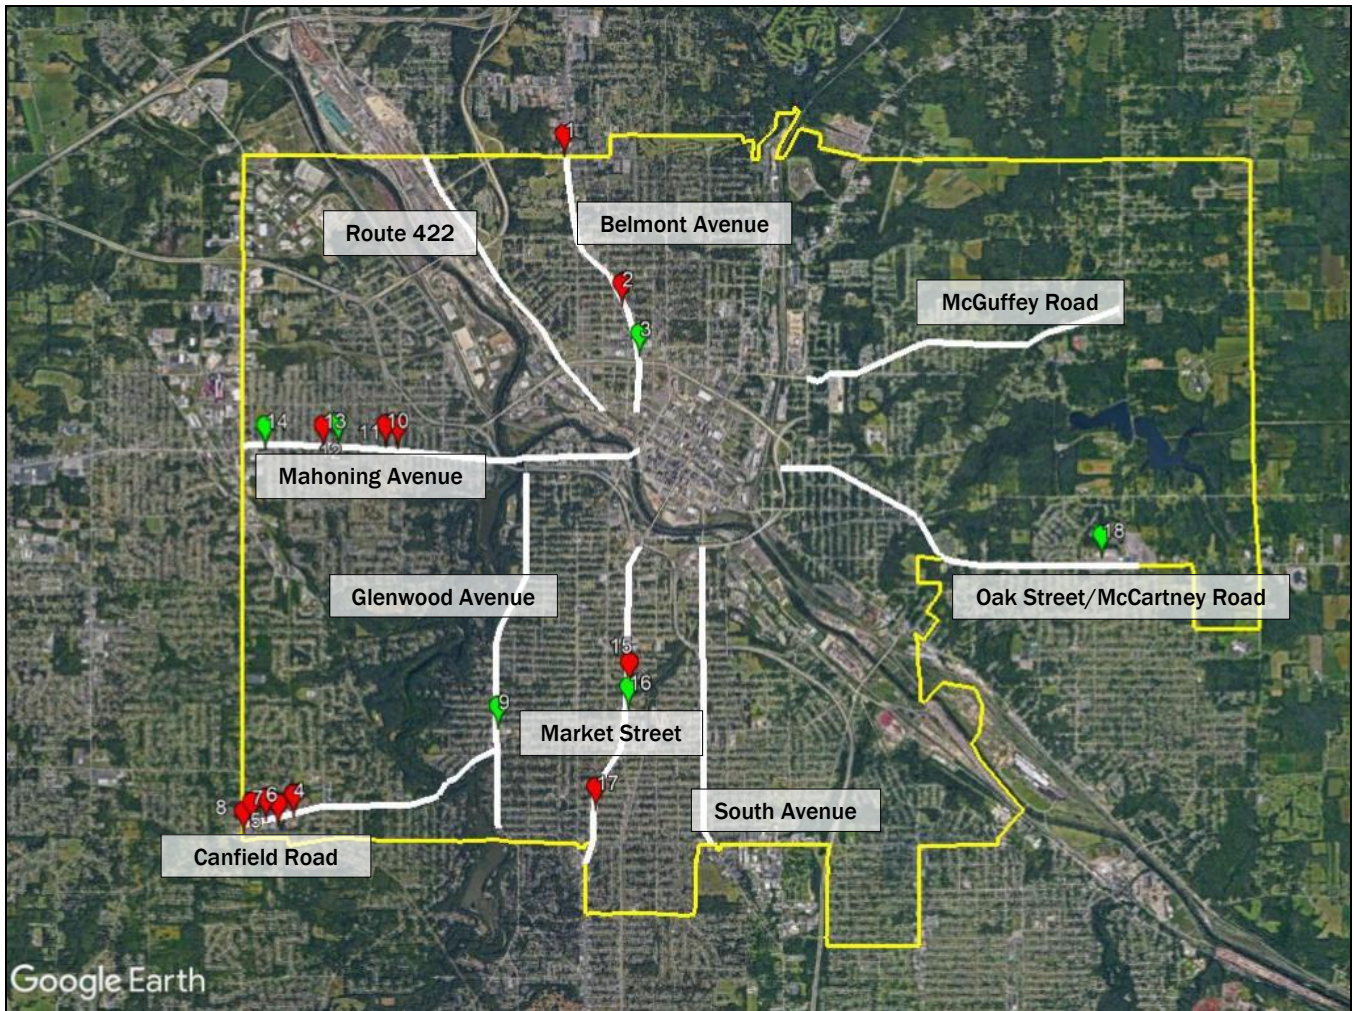 1
Belmont Avenue
Route 422
2
McGuffey Road
3
14
13
11
10
12
Mahoning Avenue
18
Glenwood Avenue
Oak Street/McCartney Road
15
16
9
Market Street
17
4
6
7
8
5
South Avenue
Canfield Road
Google Earth